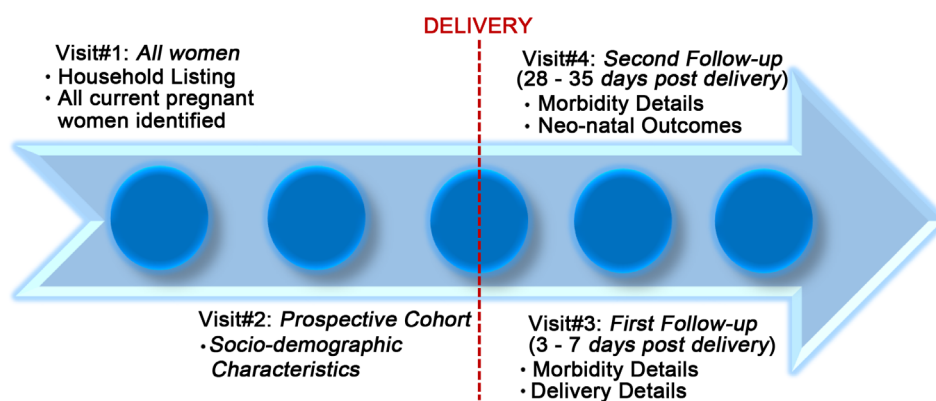 DELIVERY
Visit#1: All women
• Household Listing
• All current pregnant
women identified
Visit#4: Second Follow-up
(28 - 35 days post delivery)
• Morbidity Details
• Neo-natal Outcomes
Visit#2: Prospective Cohort
• Socio-demographic
Characteristics
Visit#3: First Follow-up
(3 - 7 days post delivery)
• Morbidity Details
• Delivery Details